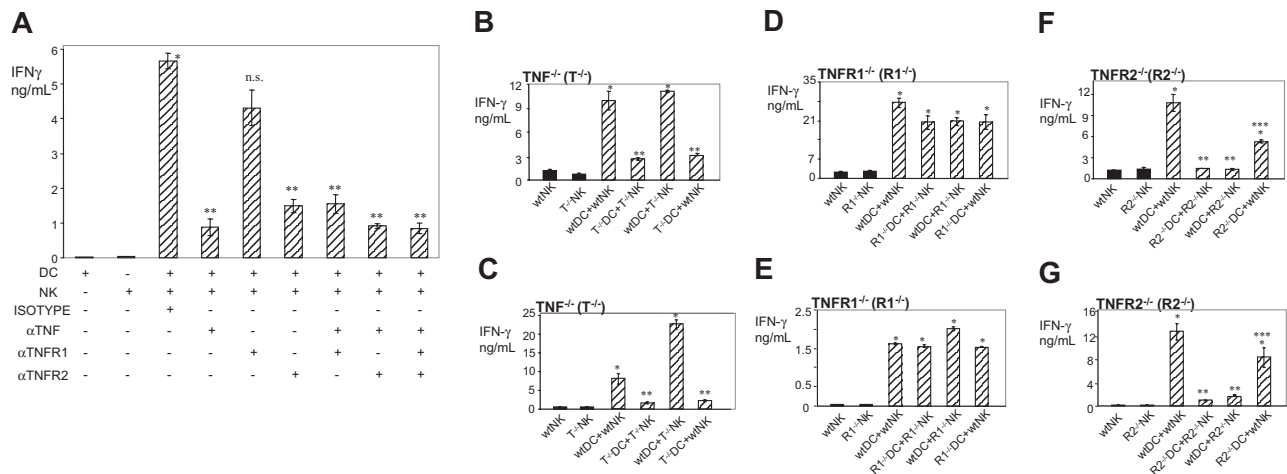 A
IFNγ
ng/mL
6
5
4
3
2
1
0
*
**
n.s.
**
**
**
**
DC + - + + + + + + +
NK - + + + + + + + +
ISOTYPE - - + - - - - - -
αTNF - - - + - - + + +
αTNFR1 - - - - + - + - +
αTNFR2 - - - - - + - + +
B
TNF-/- (T-/-)
IFN-γ
ng/mL
12
9
6
3
0
*
**
*
**
wtNK
T-/-NK
wtDC+wtNK
T-/-DC+T-/-NK
wtDC+T-/-NK
T-/-DC+wtNK
C
TNF-/- (T-/-)
IFN-γ
ng/mL
25
20
15
10
5
0
*
**
*
**
wtNK
T-/-NK
wtDC+wtNK
T-/-DC+T-/-NK
wtDC+T-/-NK
T-/-DC+wtNK
D
TNFR1-/- (R1-/-)
IFN-γ
ng/mL
35
21
7
0
*
*
*
*
wtNK
R1-/-NK
wtDC+wtNK
R1-/-DC+R1-/-NK
wtDC+R1-/-NK
R1-/-DC+wtNK
E
TNFR1-/- (R1-/-)
IFN-γ
ng/mL
2.5
2
1.5
1
0.5
0
*
*
*
*
wtNK
R1-/-NK
wtDC+wtNK
R1-/-DC+R1-/-NK
wtDC+R1-/-NK
R1-/-DC+wtNK
F
TNFR2-/- (R2-/-)
IFN-γ
ng/mL
12
9
6
3
0
*
**
**
***
*
wtNK
R2-/-NK
wtDC+wtNK
R2-/-DC+R2-/-NK
wtDC+R2-/-NK
R2-/-DC+wtNK
G
TNFR2-/- (R2-/-)
IFN-γ
ng/mL
16
12
8
4
0
*
**
**
***
*
wtNK
R2-/-NK
wtDC+wtNK
R2-/-DC+R2-/-NK
wtDC+R2-/-NK
R2-/-DC+wtNK